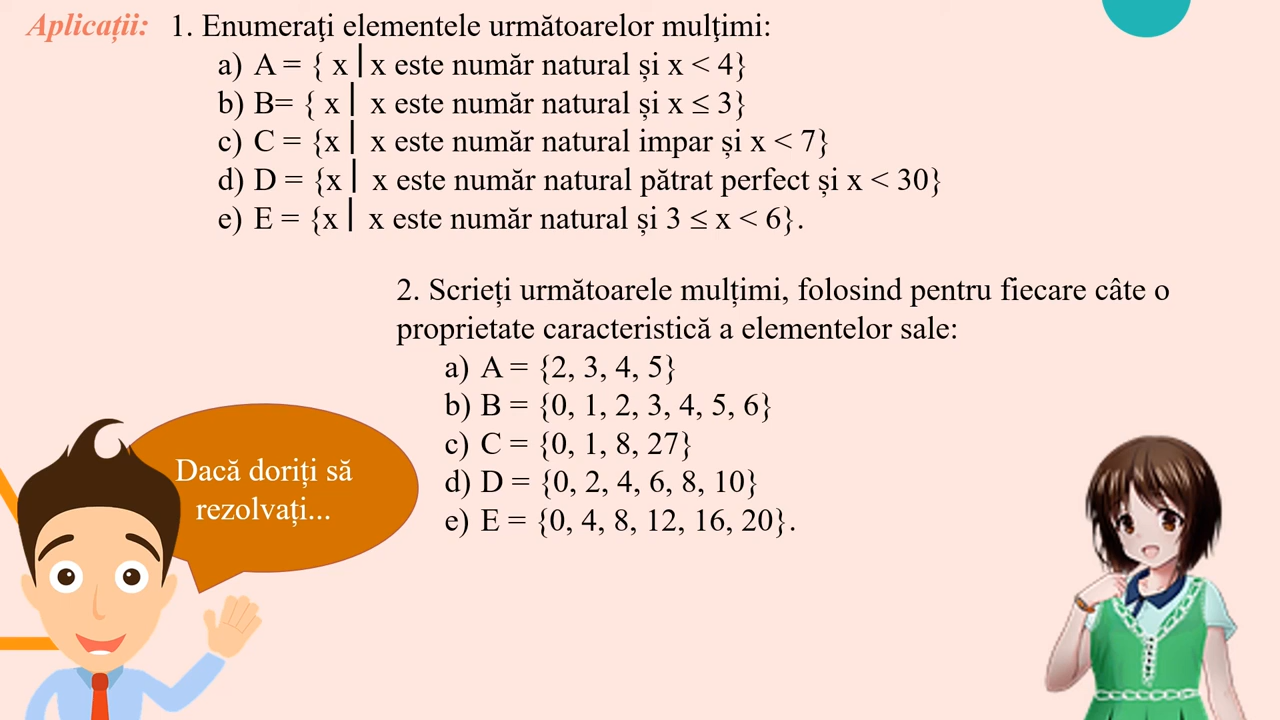 Aplicații: 1. Enumeraţi elementele următoarelor mulţimi:
a) A = { x | x este număr natural și x < 4}
b) B= { x | x este număr natural și x ≤ 3}
c) C = {x | x este număr natural impar și x < 7}
d) D = {x | x este număr natural pătrat perfect și x < 30}
e) E = {x | x este număr natural și 3 ≤ x < 6}.
2. Scrieți următoarele mulțimi, folosind pentru fiecare câte o
proprietate caracteristică a elementelor sale:
a) A = {2, 3, 4, 5}
b) B = {0, 1, 2, 3, 4, 5, 6}
c) C = {0, 1, 8, 27}
d) D = {0, 2, 4, 6, 8, 10}
e) E = {0, 4, 8, 12, 16, 20}.
Dacă doriți să
rezolvați...